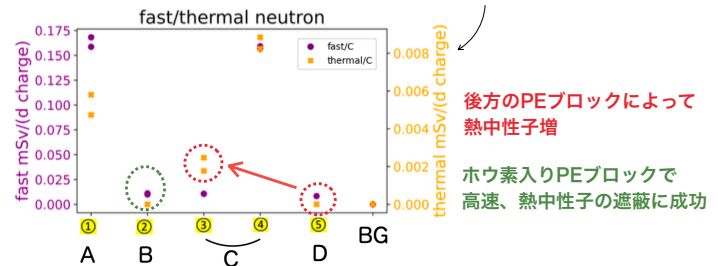 fast/thermal neutron
fast mSv/(d charge)
0.175
0.150
0.125
0.100
0.075
0.050
0.025
0.000
fast/C
thermal/C
0.008
0.006
0.004
0.002
0.000
thermal mSv/(d charge)
① ② ③ ④ ⑤
A B C D BG
後方のPEブロックによって
熱中性子増
ホウ素入りPEブロックで
高速、熱中性子の遮蔽に成功